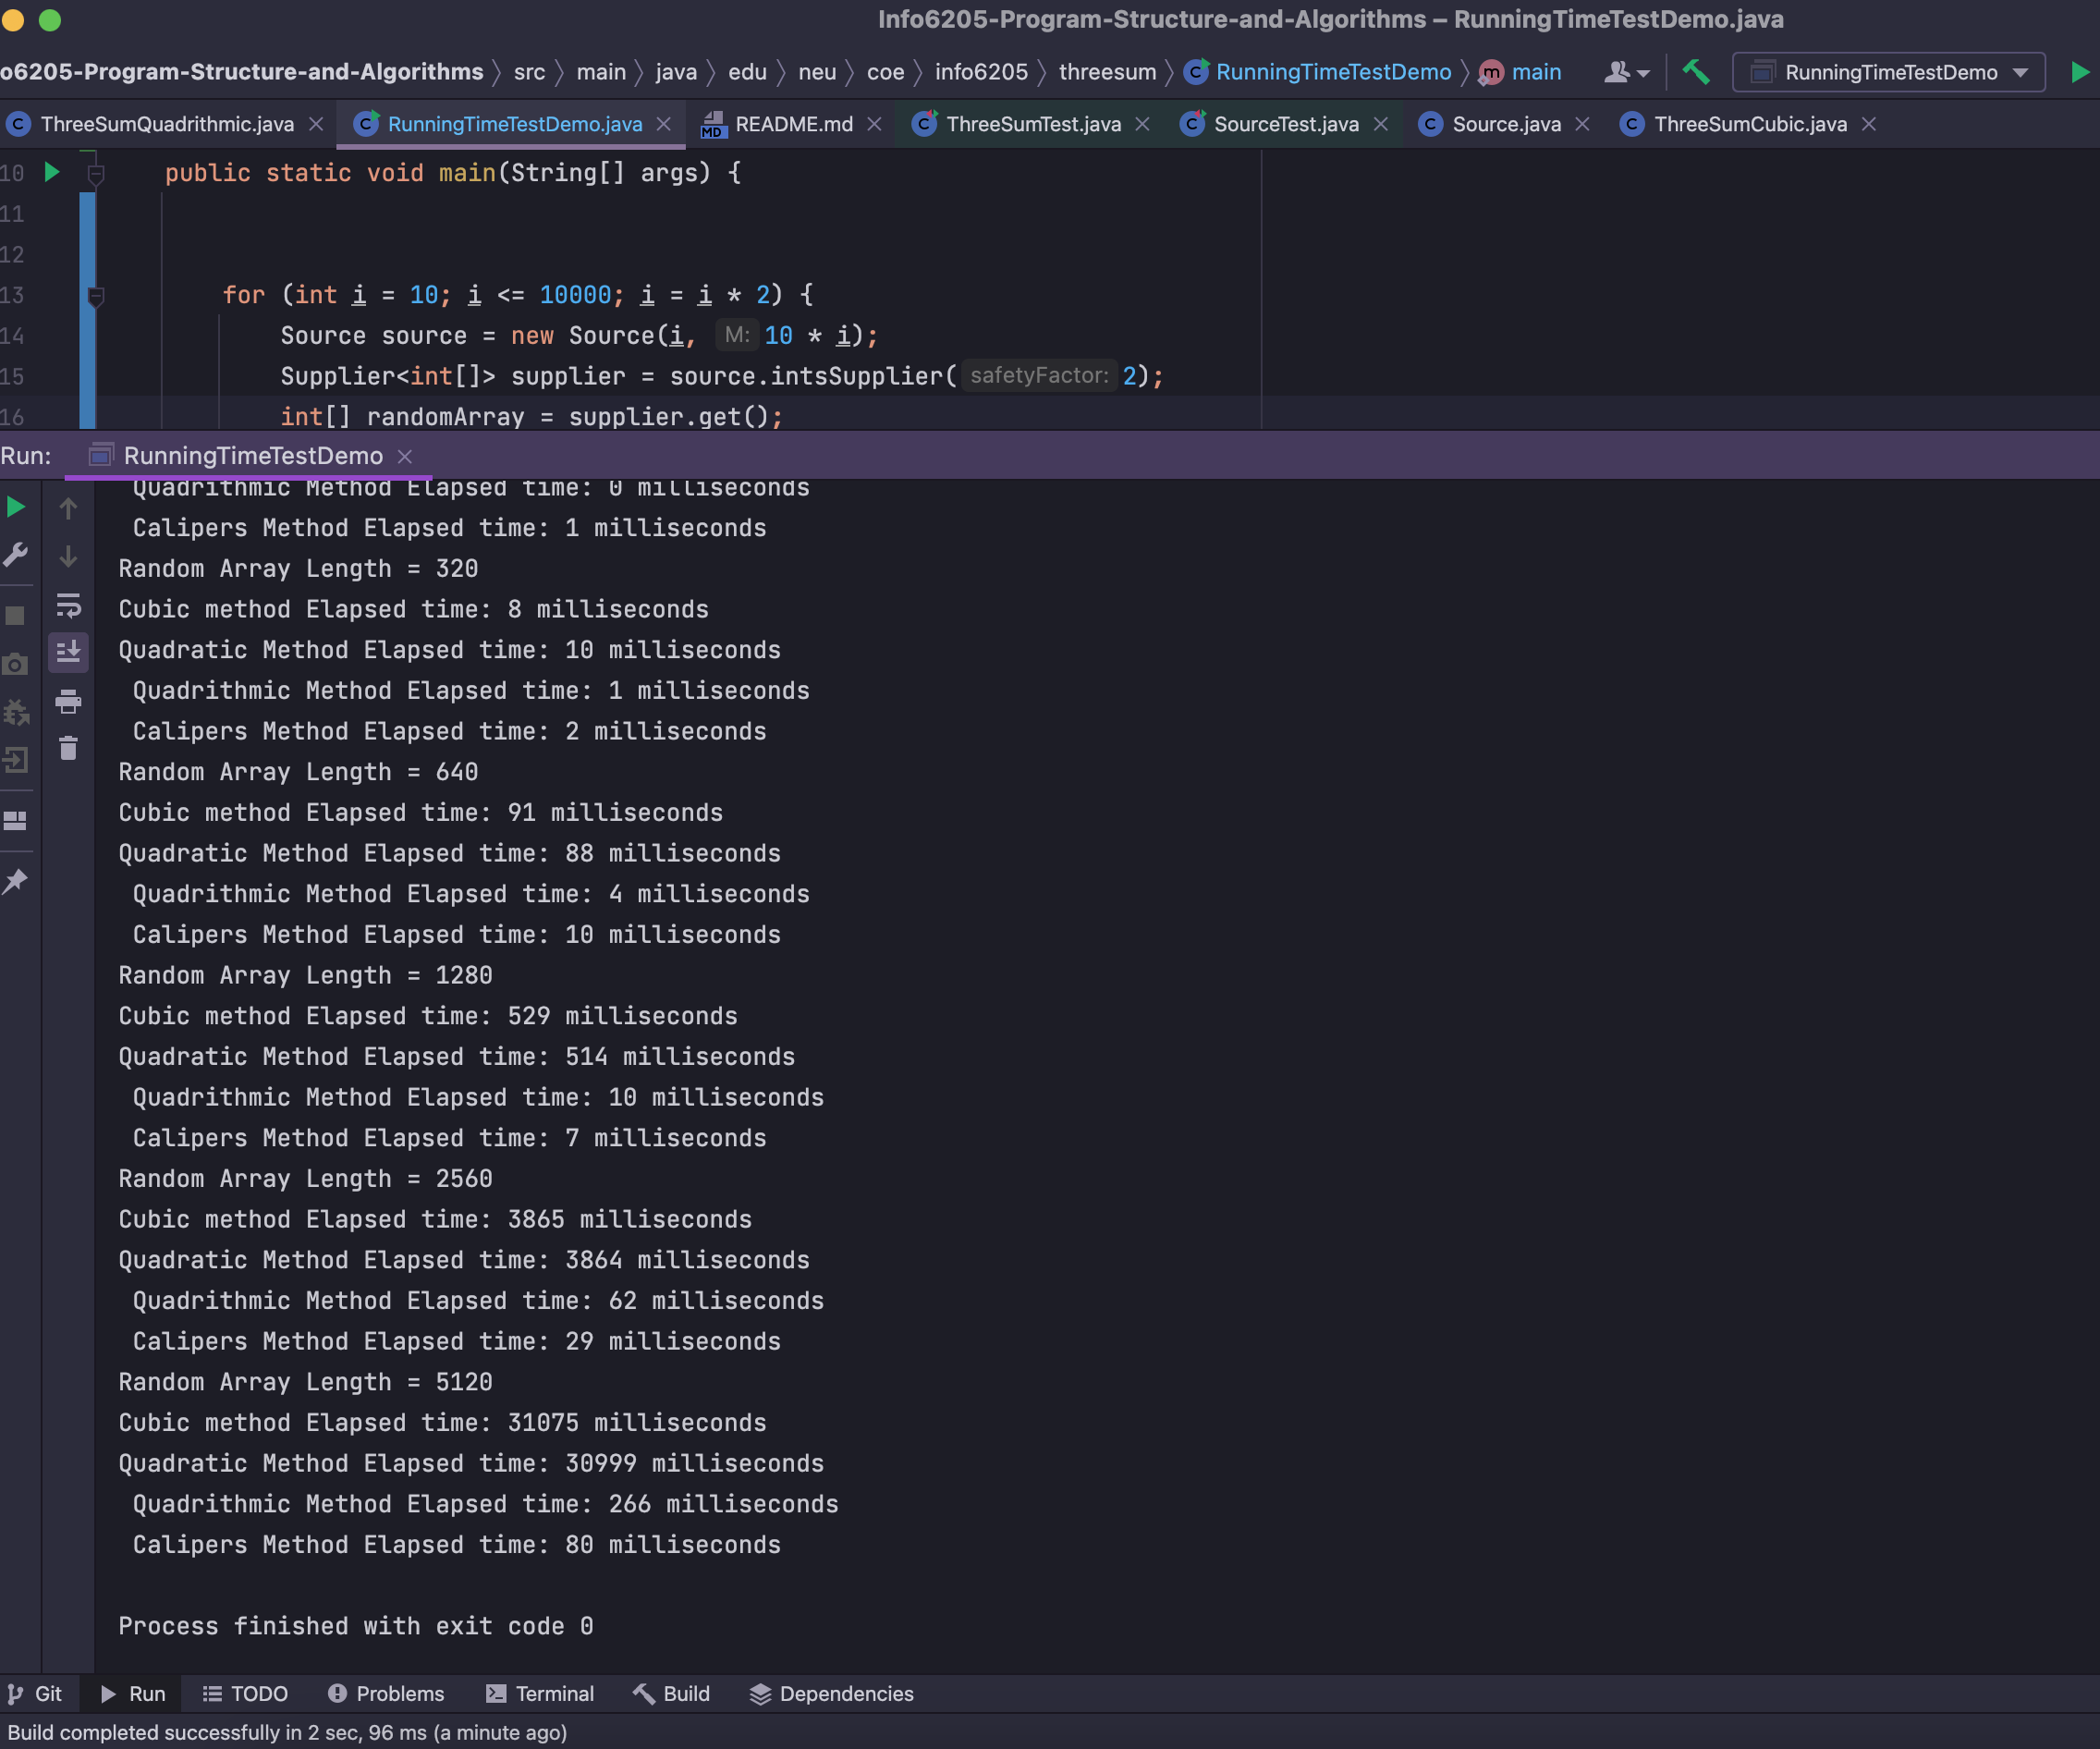 Info6205-Program-Structure-and-Algorithms – RunningTimeTestDemo.java
o6205-Program-Structure-and-Algorithms 〉 src 〉 main 〉 java 〉 edu 〉 neu 〉 coe 〉 info6205 〉 threesum 〉 C RunningTimeTestDemo 〉 m main RunningTimeTestDemo
C ThreeSumQuadrithmic.java × C RunningTimeTestDemo.java × MD README.md × C ThreeSumTest.java × C SourceTest.java × C Source.java × C ThreeSumCubic.java ×
10 public static void main(String[] args) {
11
12
13 for (int i = 10; i <= 10000; i = i * 2) {
14 Source source = new Source(i, M: 10 * i);
15 Supplier<int[]> supplier = source.intsSupplier( safetyFactor: 2);
16 int[] randomArray = supplier.get();
Run: RunningTimeTestDemo ×
Quadrithmic Method Elapsed time: 0 milliseconds
Calipers Method Elapsed time: 1 milliseconds
Random Array Length = 320
Cubic method Elapsed time: 8 milliseconds
Quadratic Method Elapsed time: 10 milliseconds
Quadrithmic Method Elapsed time: 1 milliseconds
Calipers Method Elapsed time: 2 milliseconds
Random Array Length = 640
Cubic method Elapsed time: 91 milliseconds
Quadratic Method Elapsed time: 88 milliseconds
Quadrithmic Method Elapsed time: 4 milliseconds
Calipers Method Elapsed time: 10 milliseconds
Random Array Length = 1280
Cubic method Elapsed time: 529 milliseconds
Quadratic Method Elapsed time: 514 milliseconds
Quadrithmic Method Elapsed time: 10 milliseconds
Calipers Method Elapsed time: 7 milliseconds
Random Array Length = 2560
Cubic method Elapsed time: 3865 milliseconds
Quadratic Method Elapsed time: 3864 milliseconds
Quadrithmic Method Elapsed time: 62 milliseconds
Calipers Method Elapsed time: 29 milliseconds
Random Array Length = 5120
Cubic method Elapsed time: 31075 milliseconds
Quadratic Method Elapsed time: 30999 milliseconds
Quadrithmic Method Elapsed time: 266 milliseconds
Calipers Method Elapsed time: 80 milliseconds
Process finished with exit code 0
Git Run TODO Problems Terminal Build Dependencies
Build completed successfully in 2 sec, 96 ms (a minute ago)